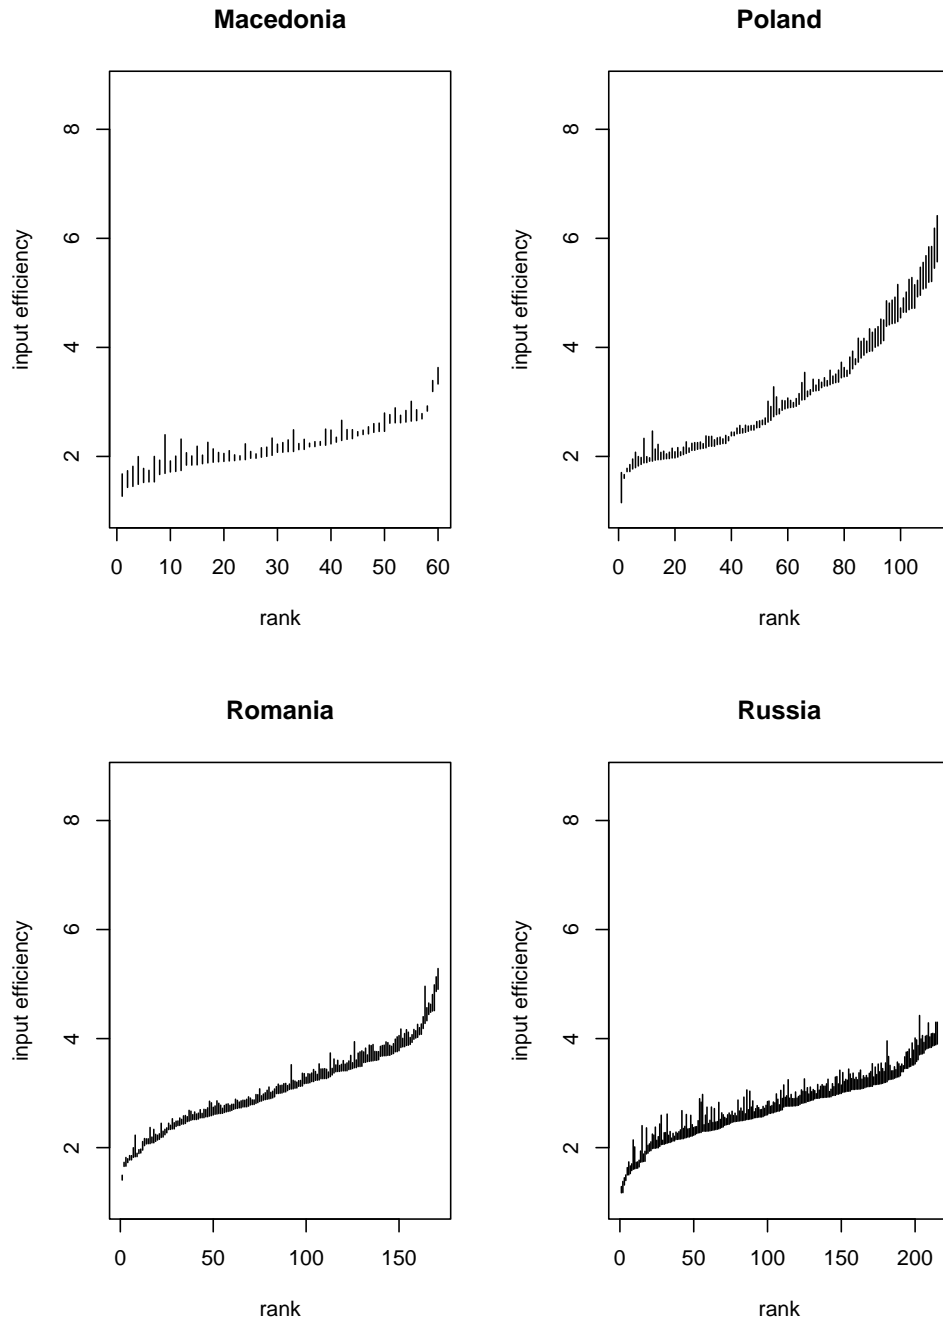 Macedonia
input efficiency
8
6
4
2
0 10 20 30 40 50 60
rank
Poland
input efficiency
8
6
4
2
0 20 40 60 80 100
rank
Romania
input efficiency
8
6
4
2
0 50 100 150
rank
Russia
input efficiency
8
6
4
2
0 50 100 150 200
rank